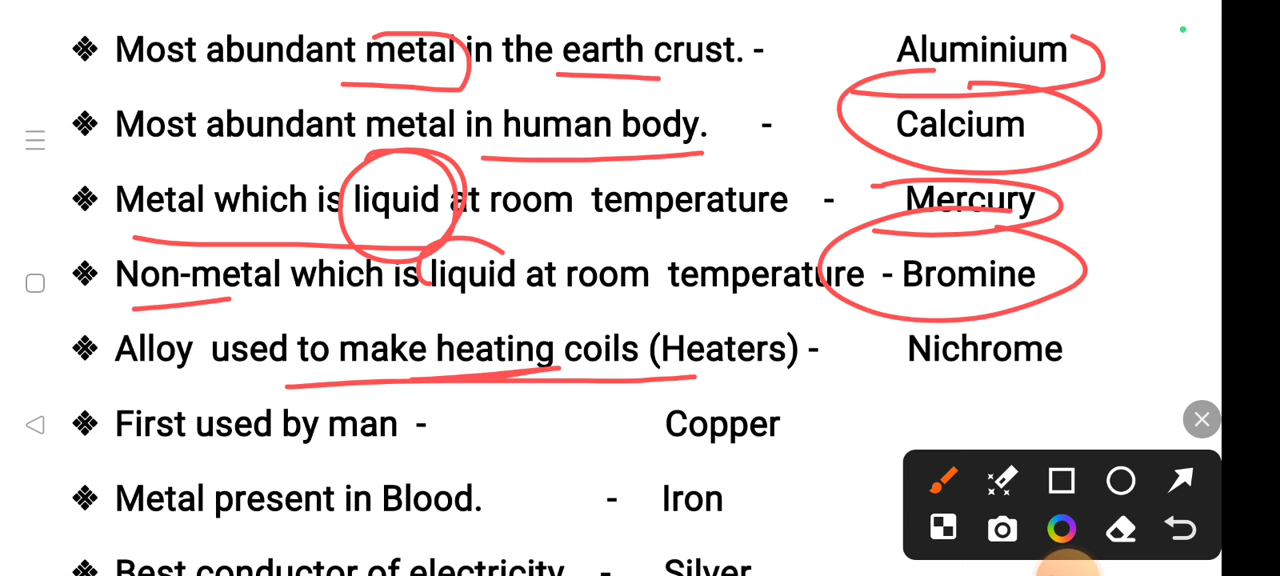 ❖ Most abundant metal in the earth crust. - Aluminium
❖ Most abundant metal in human body. - Calcium
❖ Metal which is liquid at room temperature - Mercury
❖ Non-metal which is liquid at room temperature - Bromine
❖ Alloy used to make heating coils (Heaters) - Nichrome
❖ First used by man - Copper
❖ Metal present in Blood. - Iron
❖ Best conductor of electricity - Silver